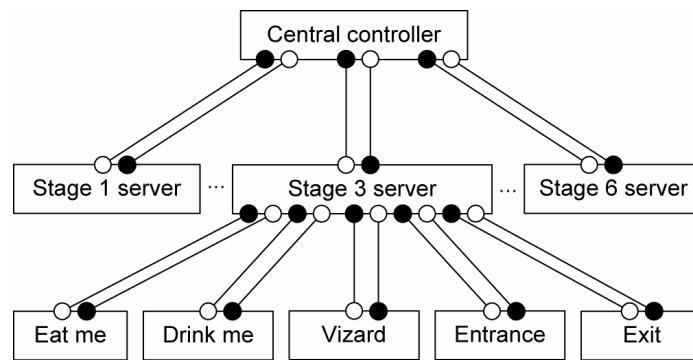 Central controller
Stage 1 server ... Stage 3 server ... Stage 6 server
Eat me Drink me Vizard Entrance Exit